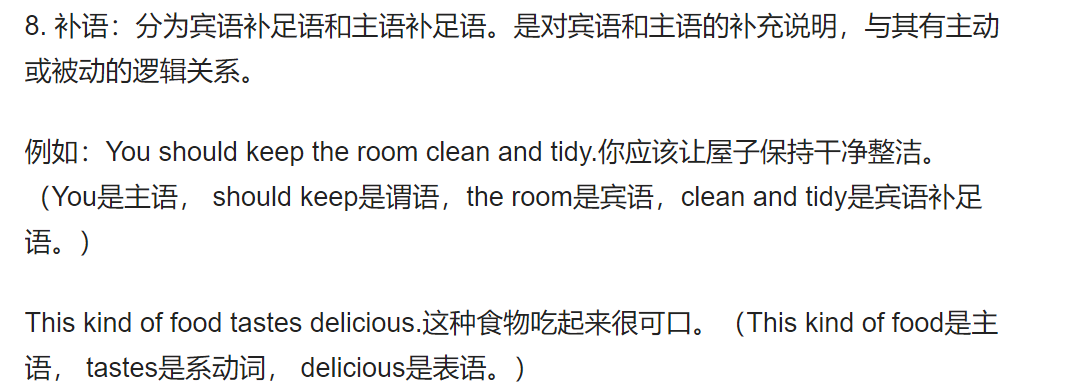 8. 补语：分为宾语补足语和主语补足语。是对宾语和主语的补充说明，与其有主动
或被动的逻辑关系。
例如：You should keep the room clean and tidy.你应该让屋子保持干净整洁。
（You是主语， should keep是谓语，the room是宾语，clean and tidy是宾语补足
语。）
This kind of food tastes delicious.这种食物吃起来很可口。（This kind of food是主
语， tastes是系动词， delicious是表语。）